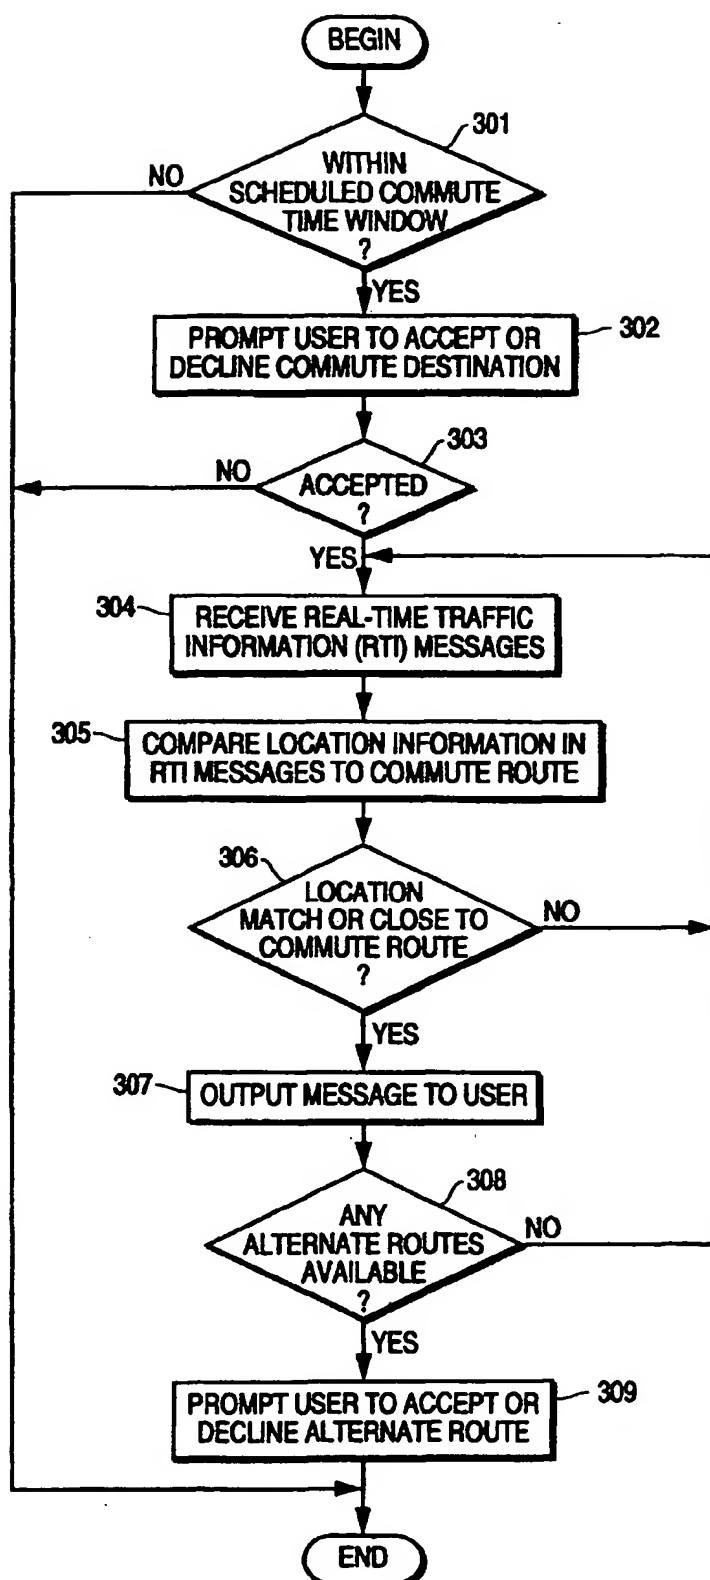 BEGIN
301
WITHIN
SCHEDULED COMMUTE
TIME WINDOW
?
NO
YES
PROMPT USER TO ACCEPT OR
DECLINE COMMUTE DESTINATION
302
303
NO
ACCEPTED
?
YES
304
RECEIVE REAL-TIME TRAFFIC
INFORMATION (RTI) MESSAGES
305
COMPARE LOCATION INFORMATION IN
RTI MESSAGES TO COMMUTE ROUTE
306
LOCATION
MATCH OR CLOSE TO
COMMUTE ROUTE
?
NO
YES
307
OUTPUT MESSAGE TO USER
308
ANY
ALTERNATE ROUTES
AVAILABLE
?
NO
YES
PROMPT USER TO ACCEPT OR
DECLINE ALTERNATE ROUTE
309
END